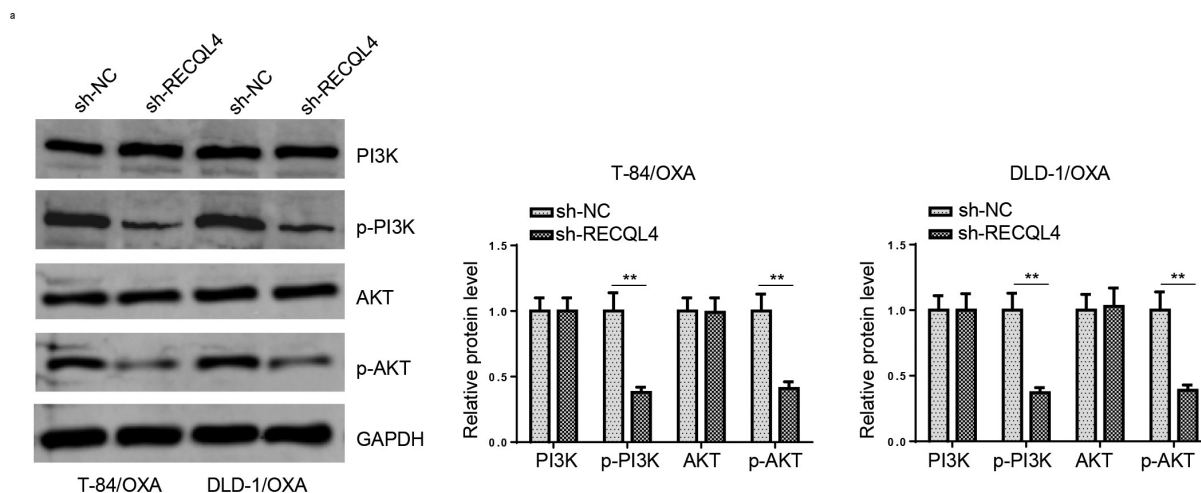 a
sh-NC
sh-RECQL4
sh-NC
sh-RECQL4
PI3K
p-PI3K
AKT
p-AKT
GAPDH
T-84/OXA DLD-1/OXA
T-84/OXA
sh-NC
sh-RECQL4
Relative protein level
1.5
1.0
0.5
0.0
** **
PI3K p-PI3K AKT p-AKT
DLD-1/OXA
sh-NC
sh-RECQL4
Relative protein level
1.5
1.0
0.5
0.0
** **
PI3K p-PI3K AKT p-AKT